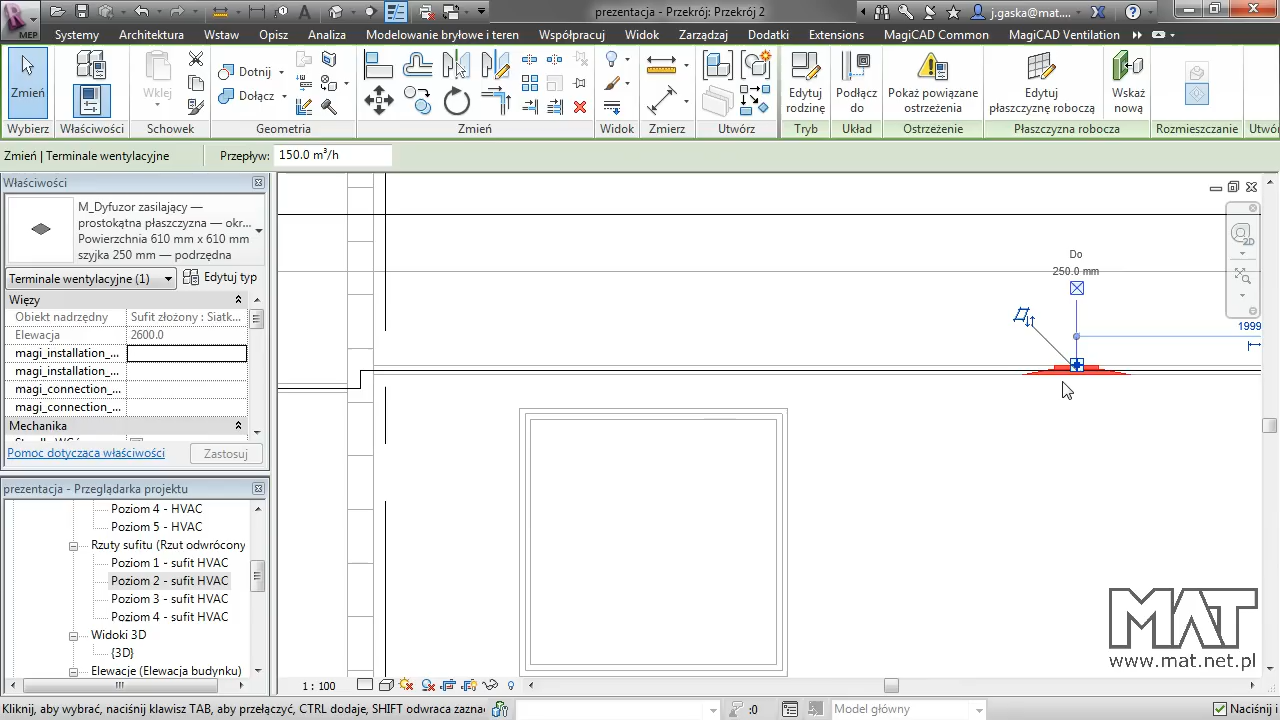 prezentacja - Przekrój: Przekrój 2
j.gaska@mat....
MEP
Systemy
Architektura
Wstaw
Opisz
Analiza
Modelowanie bryłowe i teren
Współpracuj
Widok
Zarządzaj
Dodatki
Extensions
MagiCAD Common
MagiCAD Ventilation
Zmień
Wklej
Dotnij
Dołącz
Edytuj
rodzinę
Podłącz
do
Pokaż powiązane
ostrzeżenia
Edytuj
płaszczyznę roboczą
Wskaż
nową
Wybierz
Właściwości
Schowek
Geometria
Zmień
Widok
Zmierz
Utwórz
Tryb
Układ
Ostrzeżenie
Płaszczyzna robocza
Rozmieszczanie
Utwór
Zmień | Terminale wentylacyjne
Przepływ:
150.0 m³/h
Właściwości
M_Dyfuzor zasilający —
prostokątna płaszczyzna — okr...
Powierzchnia 610 mm x 610 mm
szyjka 250 mm — podrzędna
Terminale wentylacyjne (1)
Edytuj typ
Więzy
Obiekt nadrzędny
Sufit złożony : Siatk...
Elewacja
2600.0
magi_installation_...
magi_installation_...
magi_connection_...
magi_connection_...
Mechanika
Pomoc dotycząca właściwości
Zastosuj
prezentacja - Przeglądarka projektu
Poziom 4 - HVAC
Poziom 5 - HVAC
Rzuty sufitu (Rzut odwrócony
Poziom 1 - sufit HVAC
Poziom 2 - sufit HVAC
Poziom 3 - sufit HVAC
Poziom 4 - sufit HVAC
Widoki 3D
{3D}
Elewacje (Elewacja budynku)
Do
250.0 mm
2D
1999
MAT
www.mat.net.pl
1 : 100
Kliknij, aby wybrać, naciśnij klawisz TAB, aby przełączyć, CTRL dodaje, SHIFT odwraca zaznac
:0
Model główny
Naciśnij i